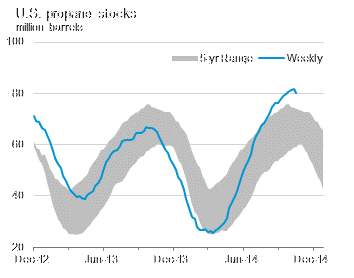 U.S. propane stocks
million barrels
100
5-yr Range Weekly
80
60
40
20
Dec-12 Jun-13 Dec-13 Jun-14 Dec-14